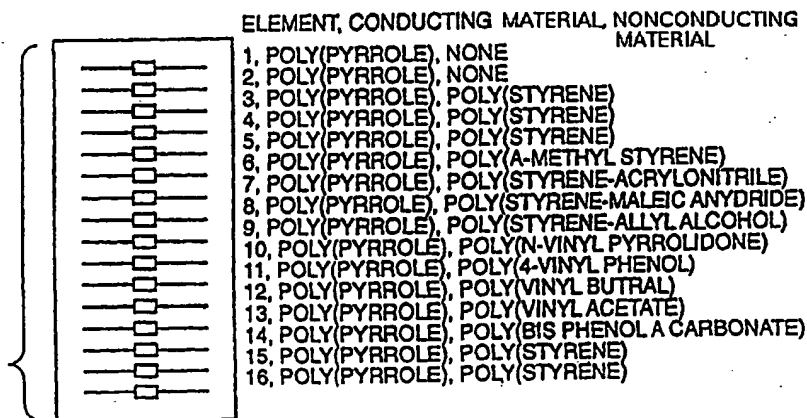 ELEMENT, CONDUCTING MATERIAL, NONCONDUCTING
MATERIAL
1, POLY(PYRROLE), NONE
2, POLY(PYRROLE), NONE
3, POLY(PYRROLE), POLY(STYRENE)
4, POLY(PYRROLE), POLY(STYRENE)
5, POLY(PYRROLE), POLY(STYRENE)
6, POLY(PYRROLE), POLY(A-METHYL STYRENE)
7, POLY(PYRROLE), POLY(STYRENE-ACRYLONITRILE)
8, POLY(PYRROLE), POLY(STYRENE-MALEIC ANYDRIDE)
9, POLY(PYRROLE), POLY(STYRENE-ALLYL ALCOHOL)
10, POLY(PYRROLE), POLY(N-VINYL PYRROLIDONE)
11, POLY(PYRROLE), POLY(4-VINYL PHENOL)
12, POLY(PYRROLE), POLY(VINYL BUTRAL)
13, POLY(PYRROLE), POLY(VINYL ACETATE)
14, POLY(PYRROLE), POLY(BIS PHENOL A CARBONATE)
15, POLY(PYRROLE), POLY(STYRENE)
16, POLY(PYRROLE), POLY(STYRENE)